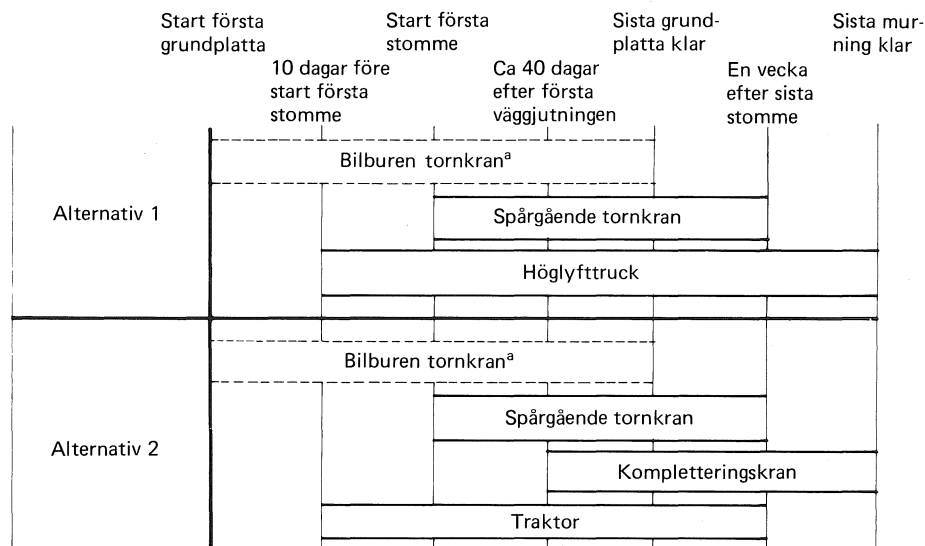 Start första
grundplatta
Start första
stomme
Sista grund-
platta klar
Sista mur-
ning klar
10 dagar före
start första
stomme
Ca 40 dagar
efter första
väggjutningen
En vecka
efter sista
stomme
Bilburen tornkranª
Alternativ 1
Spårgående tornkran
Höglyfttruck
Bilburen tornkranª
Spårgående tornkran
Alternativ 2
Kompletteringskran
Traktor